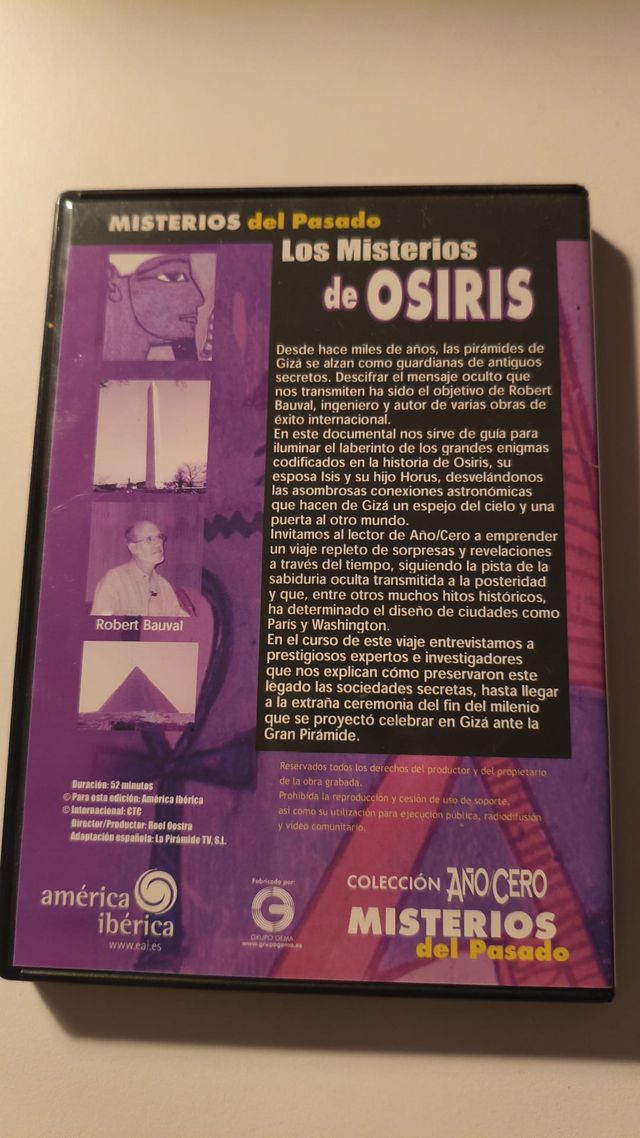 MISTERIOS del Pasado
Los Misterios
de OSIRIS
Desde hace miles de años, las pirámides de
Gizá se alzan como guardianas de antiguos
secretos. Descifrar el mensaje oculto que
nos transmiten ha sido el objetivo de Robert
Bauval, ingeniero y autor de varias obras de
éxito internacional.
En este documental nos sirve de guía para
iluminar el laberinto de los grandes enigmas
codificados en la historia de Osiris, su
esposa Isis y su hijo Horus, desvelándonos
las asombrosas conexiones astronómicas
que hacen de Gizá un espejo del cielo y una
puerta al otro mundo.
Invitamos al lector de Año/Cero a emprender
un viaje repleto de sorpresas y revelaciones
a través del tiempo, siguiendo la pista de la
sabiduria oculta transmitida a la posteridad
y que, entre otros muchos hitos históricos,
ha determinado el diseño de ciudades como
París y Washington.
En el curso de este viaje entrevistamos a
prestigiosos expertos e investigadores
que nos explican cómo preservaron este
legado las sociedades secretas, hasta llegar
a la extraña ceremonia del fin del milenio
que se proyectó celebrar en Gizá ante la
Gran Pirámide.
Robert Bauval
Reservados todos los derechos del productor y del propietario
de la obra grabada.
Prohibida la reproducción y cesión de uso de soporte,
asi como su utilización para ejecución pública, radiodifusión
y vídeo comunitario.
Duración: 52 minutos
© Para esta edición: América Ibérica
© Internacional: CTC
Director/Productor: Roel Oostra
Adaptación española: La Pirámide TV. S.L.
américa
ibérica
www.eai.es
Fabricado por:
GRUPO GEMA
www.grupogema.es
COLECCIÓN AÑO/CERO
MISTERIOS
del Pasado